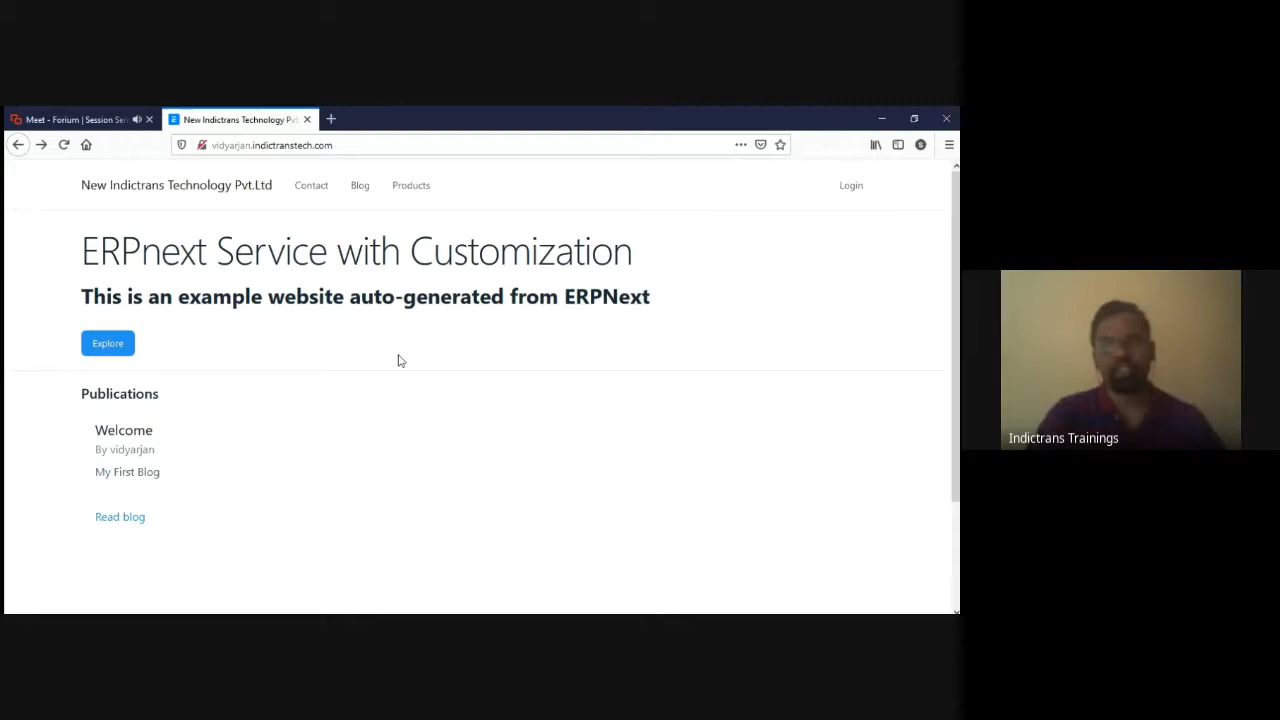 Meet - Forium | Session Ser
New Indictrans Technology Pv
vidyarjan.indictranstech.com
New Indictrans Technology Pvt.Ltd Contact Blog Products Login
ERPnext Service with Customization
This is an example website auto-generated from ERPNext
Explore
Publications
Welcome
By vidyarjan
My First Blog
Read blog
Indictrans Trainings